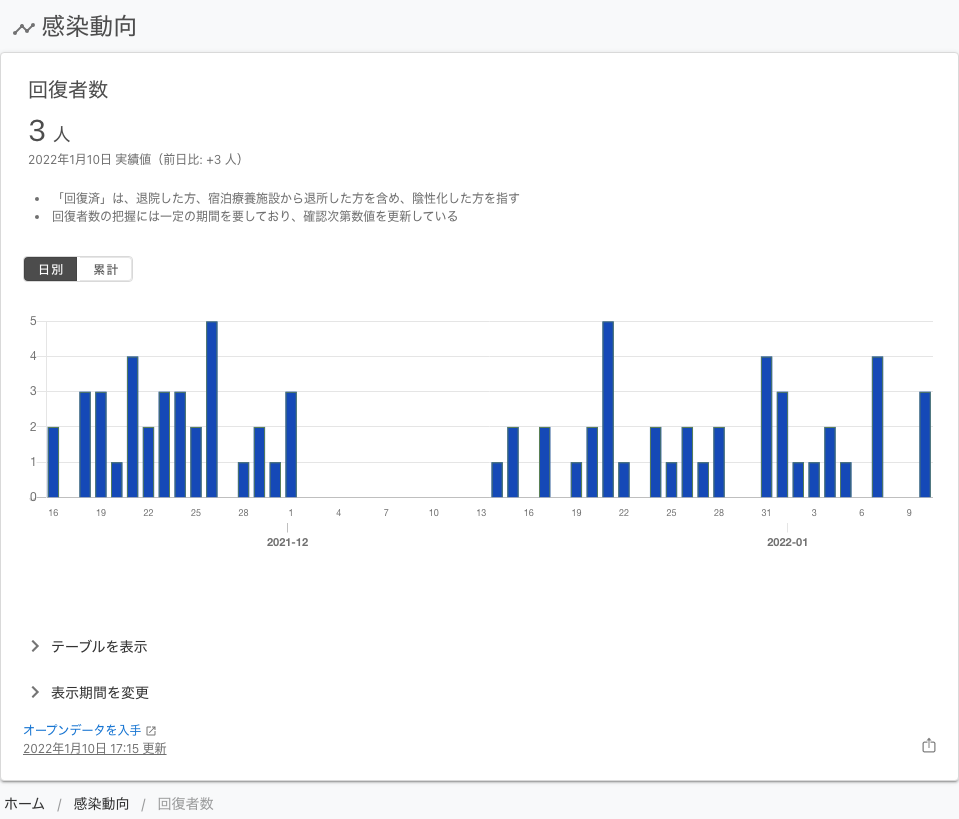 感染動向
回復者数
3 人
2022年1月10日 実績値（前日比: +3 人）
• 「回復済」は、退院した方、宿泊療養施設から退所した方を含め、陰性化した方を指す
• 回復者数の把握には一定の期間を要しており、確認次第数値を更新している
日別 累計
5
4
3
2
1
0
16 19 22 25 28 1 4 7 10 13 16 19 22 25 28 31 3 6 9
2021-12 2022-01
テーブルを表示
表示期間を変更
オープンデータを入手
2022年1月10日 17:15 更新
ホーム / 感染動向 / 回復者数